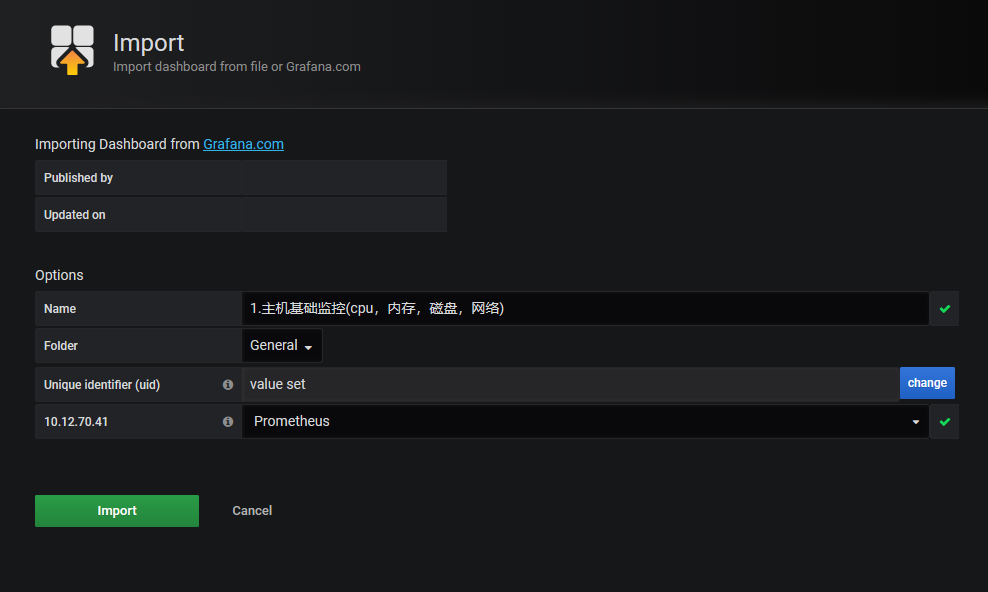 Import
Import dashboard from file or Grafana.com
Importing Dashboard from Grafana.com
Published by
Updated on
Options
Name 1.主机基础监控(cpu，内存，磁盘，网络)
Folder General
Unique identifier (uid) value set change
10.12.70.41 Prometheus
Import Cancel